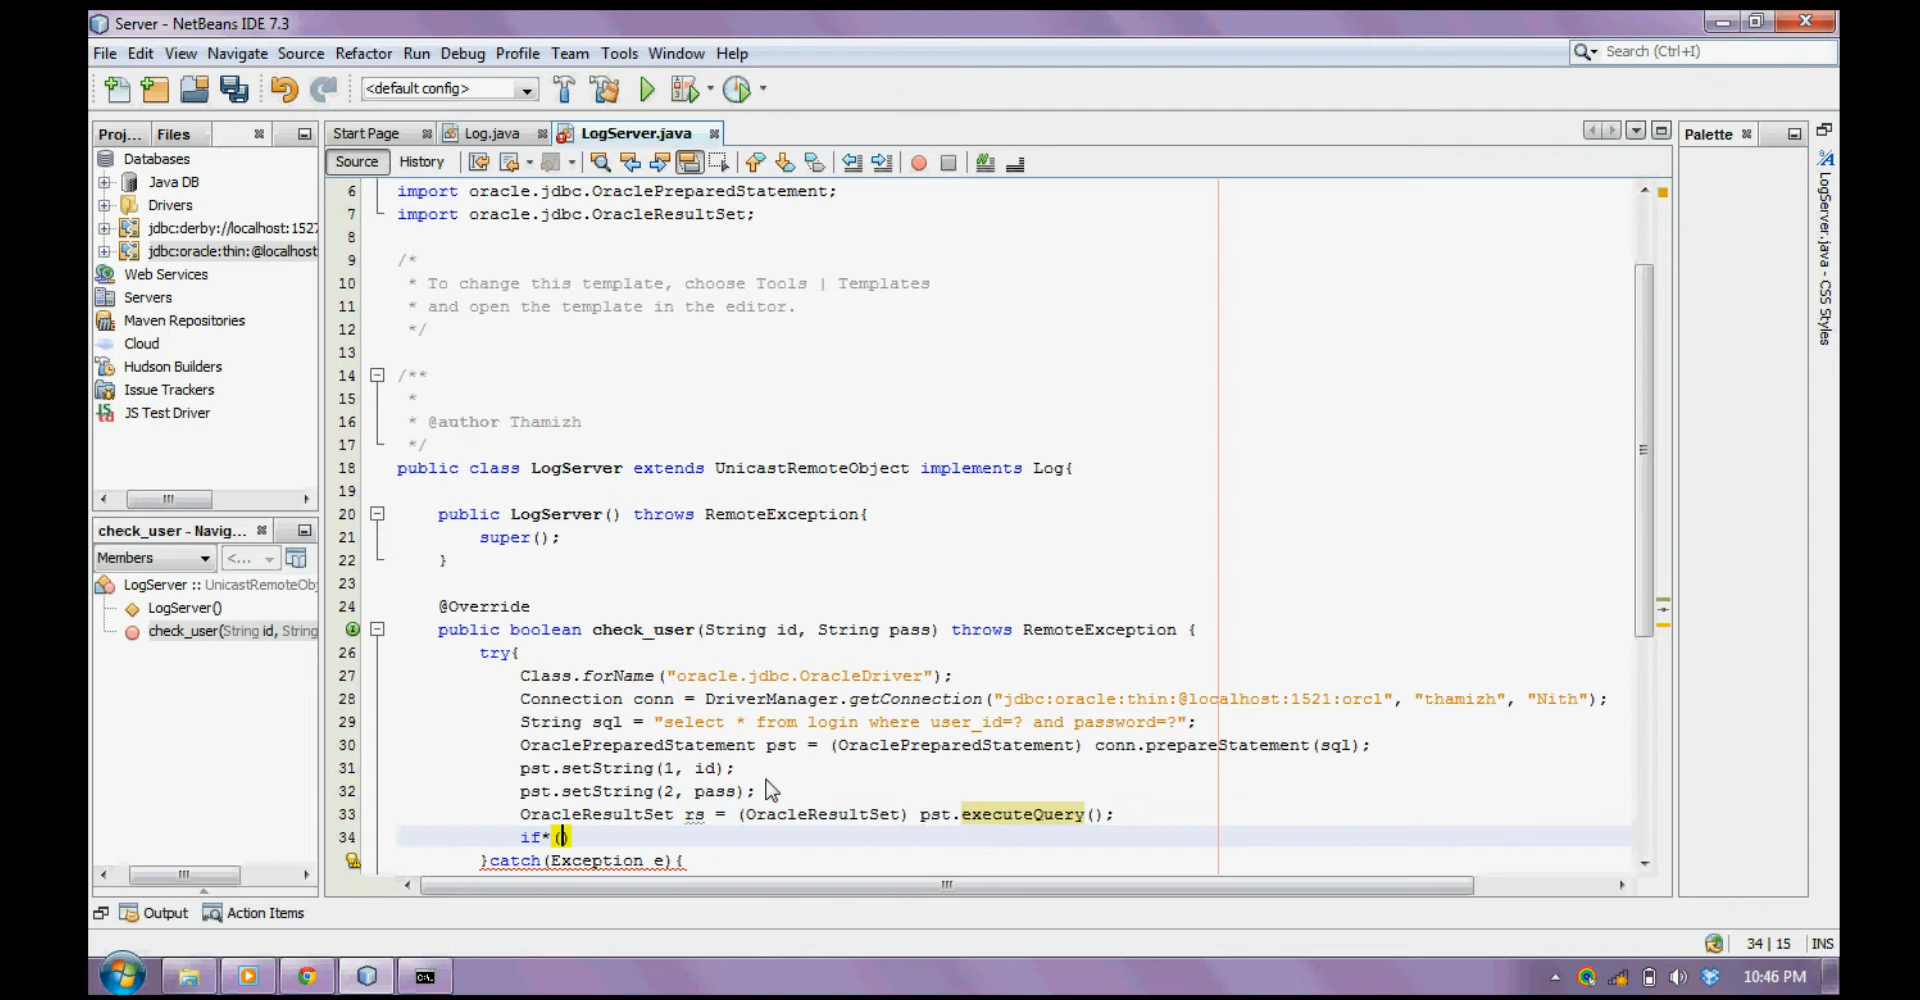 Server - NetBeans IDE 7.3
File Edit View Navigate Source Refactor Run Debug Profile Team Tools Window Help
Search (Ctrl+I)
<default config>
Proj... Files
Start Page Log.java LogServer.java
Palette
Source History
Databases
Java DB
Drivers
jdbc:derby://localhost:1527
jdbc:oracle:thin:@localhost
Web Services
Servers
Maven Repositories
Cloud
Hudson Builders
Issue Trackers
JS Test Driver
check_user - Navig...
Members <...
LogServer :: UnicastRemoteObj
LogServer()
check_user(String id, String
6 import oracle.jdbc.OraclePreparedStatement;
7 import oracle.jdbc.OracleResultSet;
8
9 /*
10 * To change this template, choose Tools | Templates
11 * and open the template in the editor.
12 */
13
14 /**
15 *
16 * @author Thamizh
17 */
18 public class LogServer extends UnicastRemoteObject implements Log{
19
20 public LogServer() throws RemoteException{
21 super();
22 }
23
24 @Override
public boolean check_user(String id, String pass) throws RemoteException {
26 try{
27 Class.forName("oracle.jdbc.OracleDriver");
28 Connection conn = DriverManager.getConnection("jdbc:oracle:thin:@localhost:1521:orcl", "thamizh", "Nith");
29 String sql = "select * from login where user_id=? and password=?";
30 OraclePreparedStatement pst = (OraclePreparedStatement) conn.prepareStatement(sql);
31 pst.setString(1, id);
32 pst.setString(2, pass);
33 OracleResultSet rs = (OracleResultSet) pst.executeQuery();
34 if*()
}catch(Exception e){
LogServer.java - CSS Styles
Output Action Items
34 | 15 INS
10:46 PM